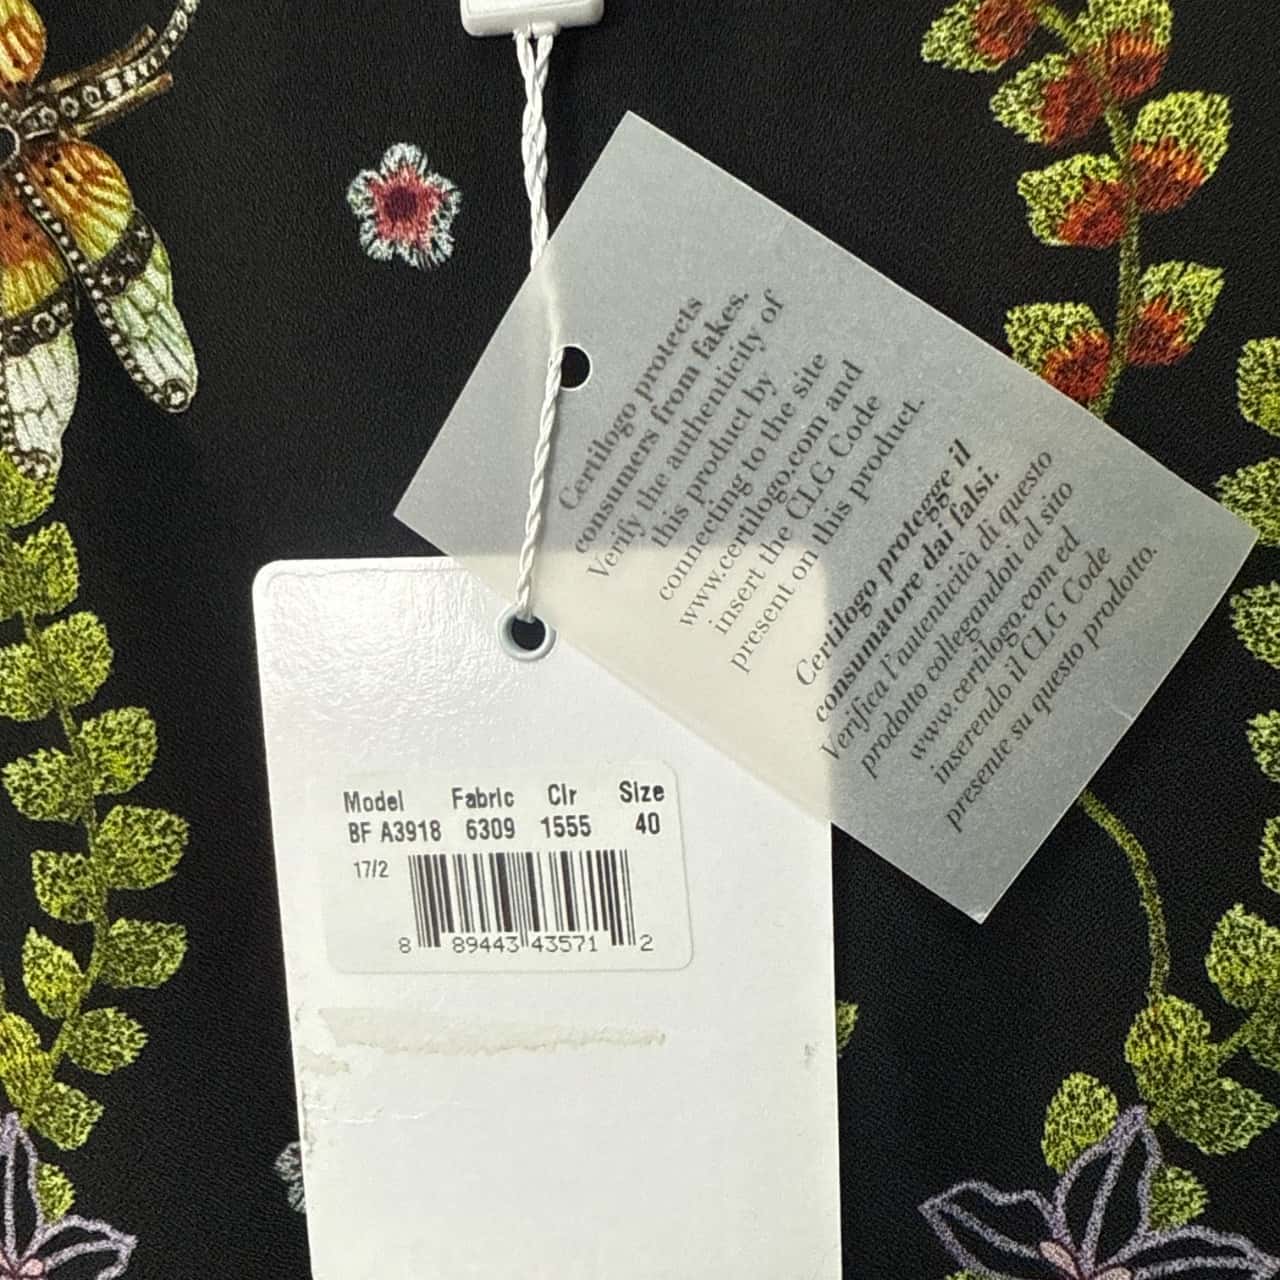 Certilogo protects
consumers from fakes.
Verify the authenticity of
this product by
connecting to the site
www.certilogo.com and
insert the CLG Code
present on this product.
Certilogo protegge il
consumatore dai falsi.
Verifica l'autenticità di questo
prodotto collegandoti al sito
www.certilogo.com ed
inserendo il CLG Code
presente su questo prodotto.
Model Fabric Clr Size
BF A3918 6309 1555 40
17/2
8 89443 43571 2